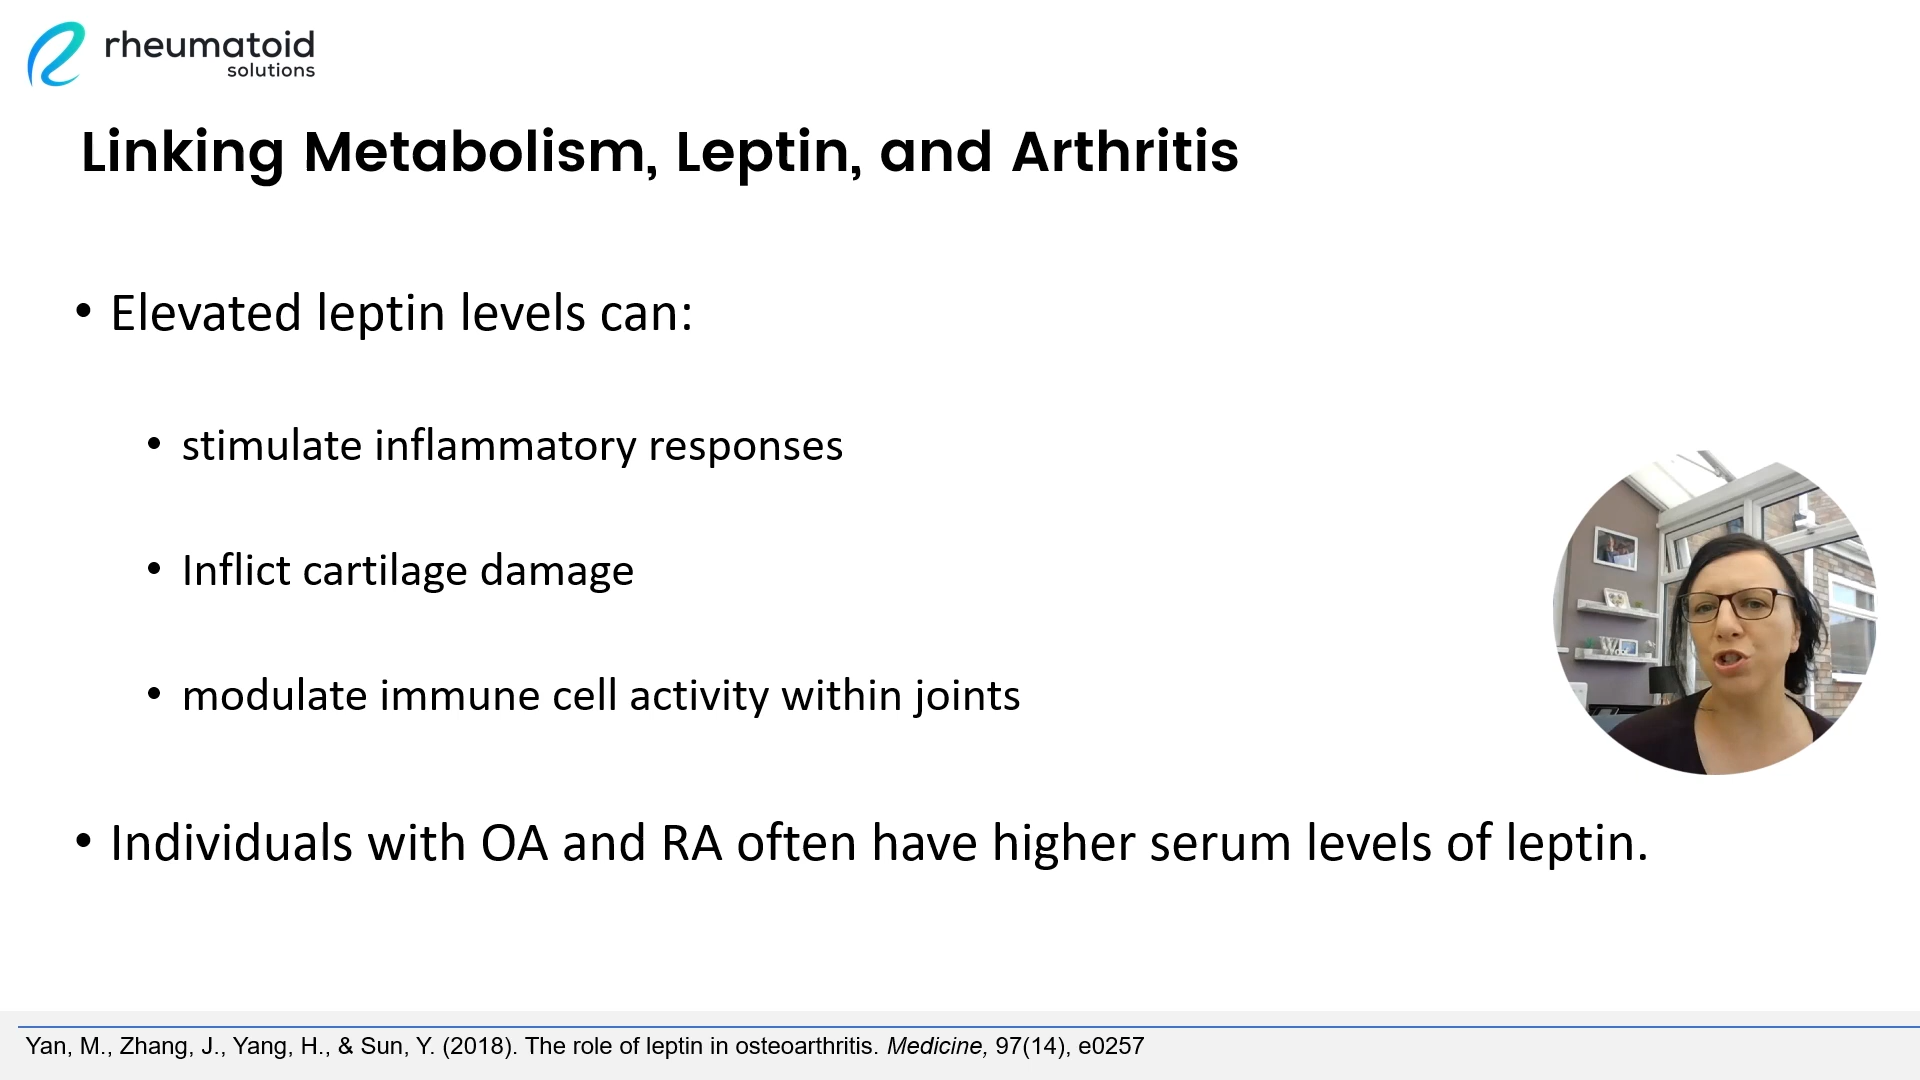 rheumatoid
solutions
Linking Metabolism, Leptin, and Arthritis
• Elevated leptin levels can:
• stimulate inflammatory responses
• Inflict cartilage damage
• modulate immune cell activity within joints
• Individuals with OA and RA often have higher serum levels of leptin.
Yan, M., Zhang, J., Yang, H., & Sun, Y. (2018). The role of leptin in osteoarthritis. Medicine, 97(14), e0257